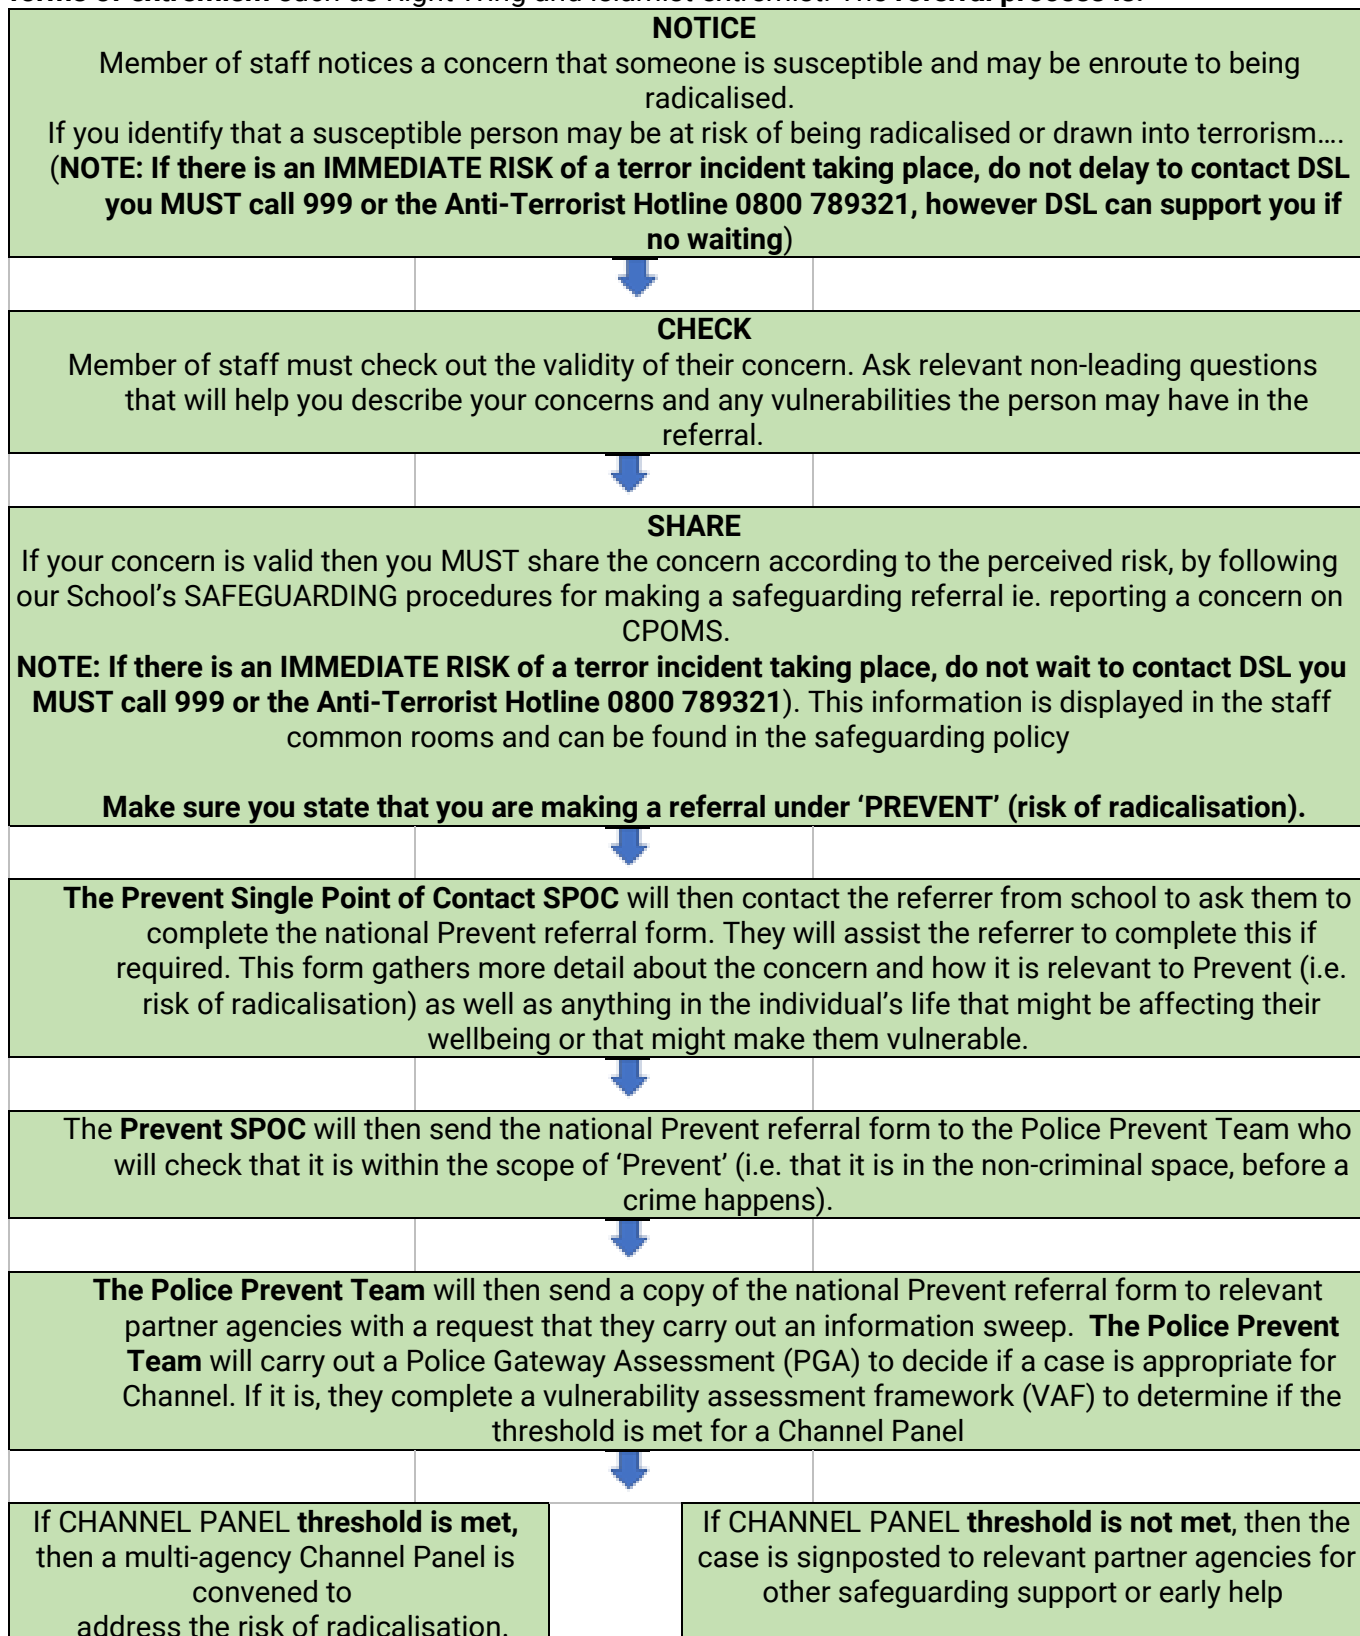 forms of extremism such as Right Wing and Islamist extremist. The referral process is:
NOTICE
Member of staff notices a concern that someone is susceptible and may be enroute to being
radicalised.
If you identify that a susceptible person may be at risk of being radicalised or drawn into terrorism....
(NOTE: If there is an IMMEDIATE RISK of a terror incident taking place, do not delay to contact DSL
you MUST call 999 or the Anti-Terrorist Hotline 0800 789321, however DSL can support you if
no waiting)
CHECK
Member of staff must check out the validity of their concern. Ask relevant non-leading questions
that will help you describe your concerns and any vulnerabilities the person may have in the
referral.
SHARE
If your concern is valid then you MUST share the concern according to the perceived risk, by following
our School's SAFEGUARDING procedures for making a safeguarding referral ie. reporting a concern on
CPOMS.
NOTE: If there is an IMMEDIATE RISK of a terror incident taking place, do not wait to contact DSL you
MUST call 999 or the Anti-Terrorist Hotline 0800 789321). This information is displayed in the staff
common rooms and can be found in the safeguarding policy
Make sure you state that you are making a referral under ‘PREVENT’ (risk of radicalisation).
The Prevent Single Point of Contact SPOC will then contact the referrer from school to ask them to
complete the national Prevent referral form. They will assist the referrer to complete this if
required. This form gathers more detail about the concern and how it is relevant to Prevent (i.e.
risk of radicalisation) as well as anything in the individual’s life that might be affecting their
wellbeing or that might make them vulnerable.
The Prevent SPOC will then send the national Prevent referral form to the Police Prevent Team who
will check that it is within the scope of ‘Prevent’ (i.e. that it is in the non-criminal space, before a
crime happens).
The Police Prevent Team will then send a copy of the national Prevent referral form to relevant
partner agencies with a request that they carry out an information sweep. The Police Prevent
Team will carry out a Police Gateway Assessment (PGA) to decide if a case is appropriate for
Channel. If it is, they complete a vulnerability assessment framework (VAF) to determine if the
threshold is met for a Channel Panel
If CHANNEL PANEL threshold is met,
then a multi-agency Channel Panel is
convened to
address the risk of radicalisation.
If CHANNEL PANEL threshold is not met, then the
case is signposted to relevant partner agencies for
other safeguarding support or early help